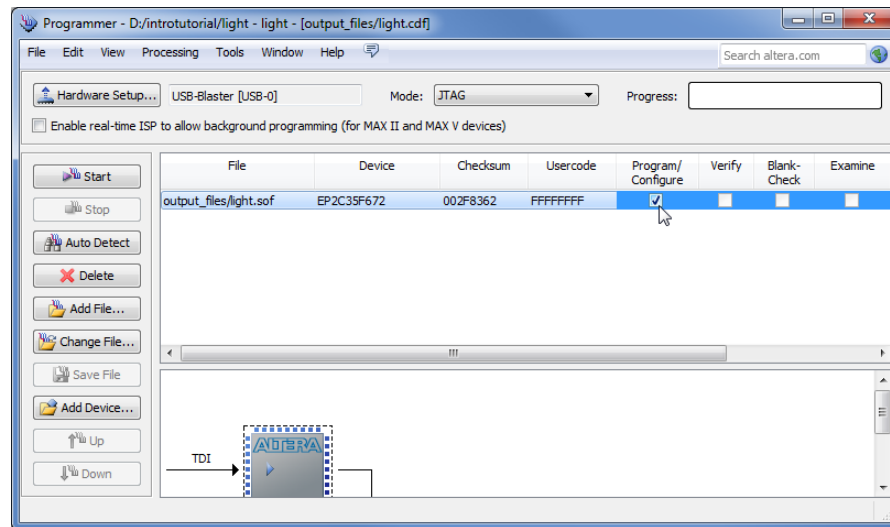 Programmer - D:/introtutorial/light - light - [output_files/light.cdf]
File Edit View Processing Tools Window Help
Search altera.com
Hardware Setup... USB-Blaster [USB-0] Mode: JTAG Progress:
Enable real-time ISP to allow background programming (for MAX II and MAX V devices)
File Device Checksum Usercode Program/ Configure Verify Blank- Check Examine
output_files/light.sof EP2C35F672 002F8362 FFFFFFFF
Start
Stop
Auto Detect
Delete
Add File...
Change File...
Save File
Add Device...
Up
Down
TDI
ALTERA